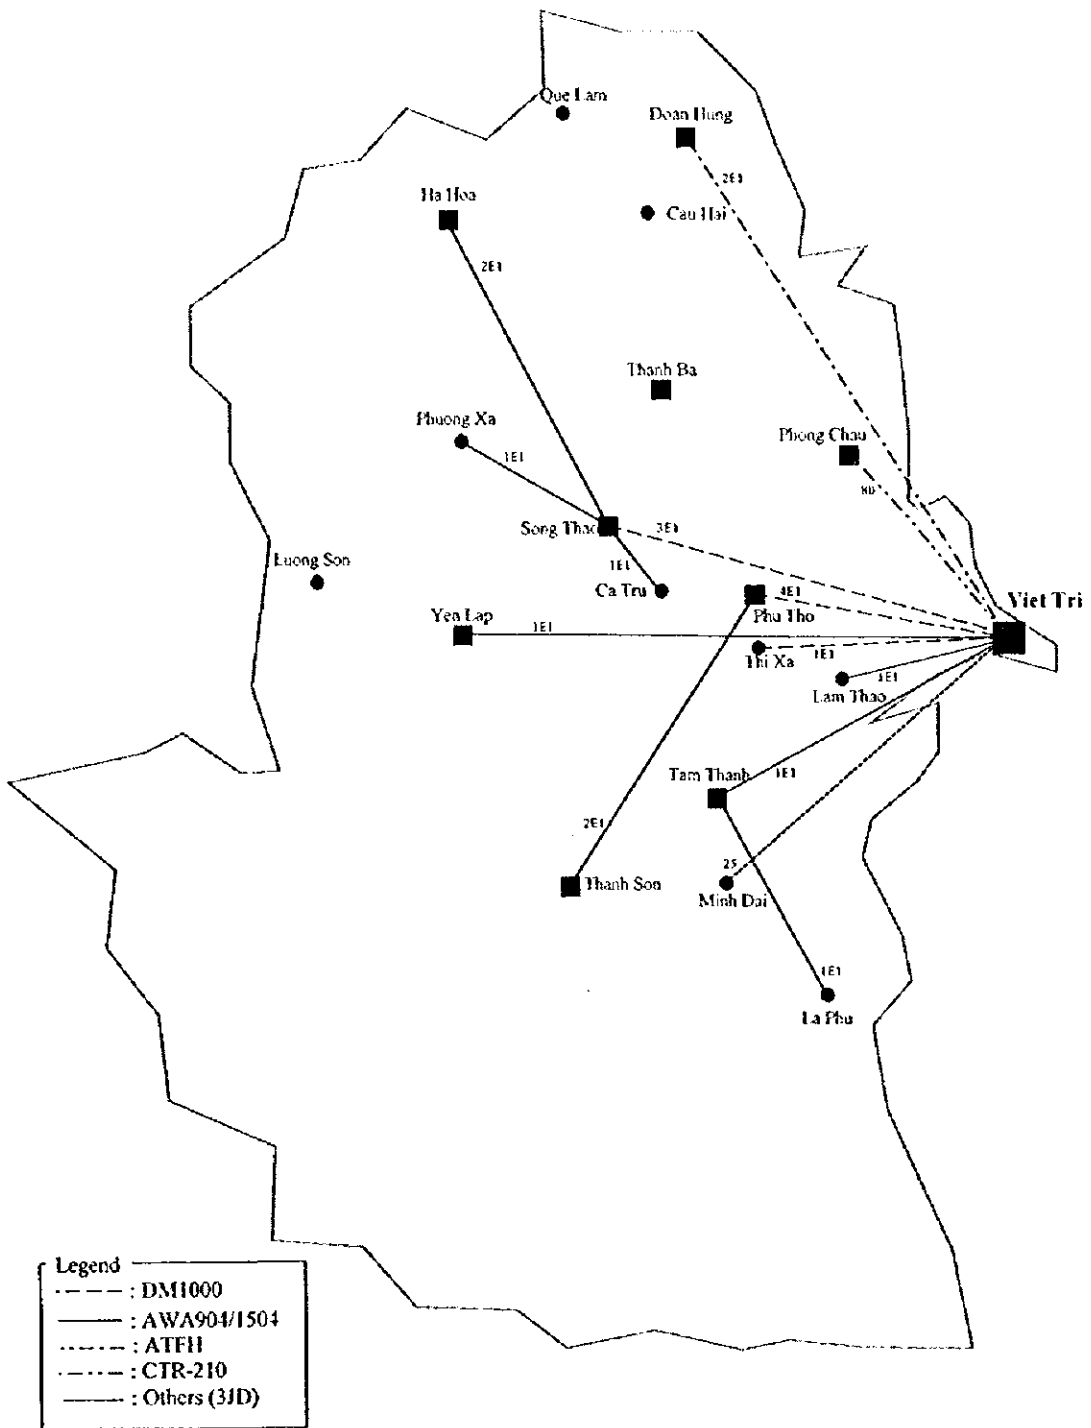 Que Lam
Doan Hung
2E1
Ha Hoa
Cau Hai
2E1
Thanh Ba
Phuong Xa
Phong Chau
1E1
Song Thao
3E1
Luong Son
1E1
Ca Tru
4E1
Viet Tri
Phu Tho
Yen Lap
1E1
Thi Xa
1E1
Lam Thao
Tam Thanh
1E1
2E1
25
Thanh Son
Minh Dai
1E1
La Phu
Legend
: DM1000
: AWA904/1504
: ATFH
: CTR-210
: Others (3JD)